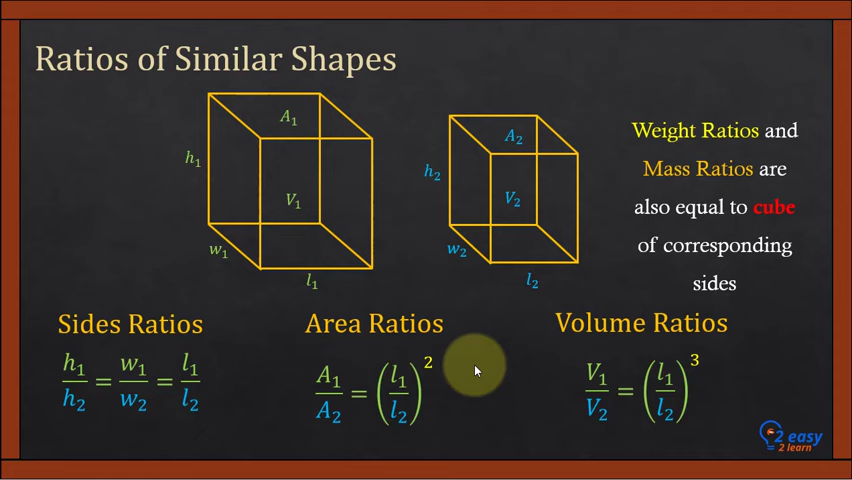 Ratios of Similar Shapes
A₁
h₁
V₁
w₁
l₁
A₂
h₂
V₂
w₂
l₂
Weight Ratios and
Mass Ratios are
also equal to cube
of corresponding
sides
Sides Ratios
h₁/h₂ = w₁/w₂ = l₁/l₂
Area Ratios
A₁/A₂ = (l₁/l₂)²
Volume Ratios
V₁/V₂ = (l₁/l₂)³
2 easy
2 learn